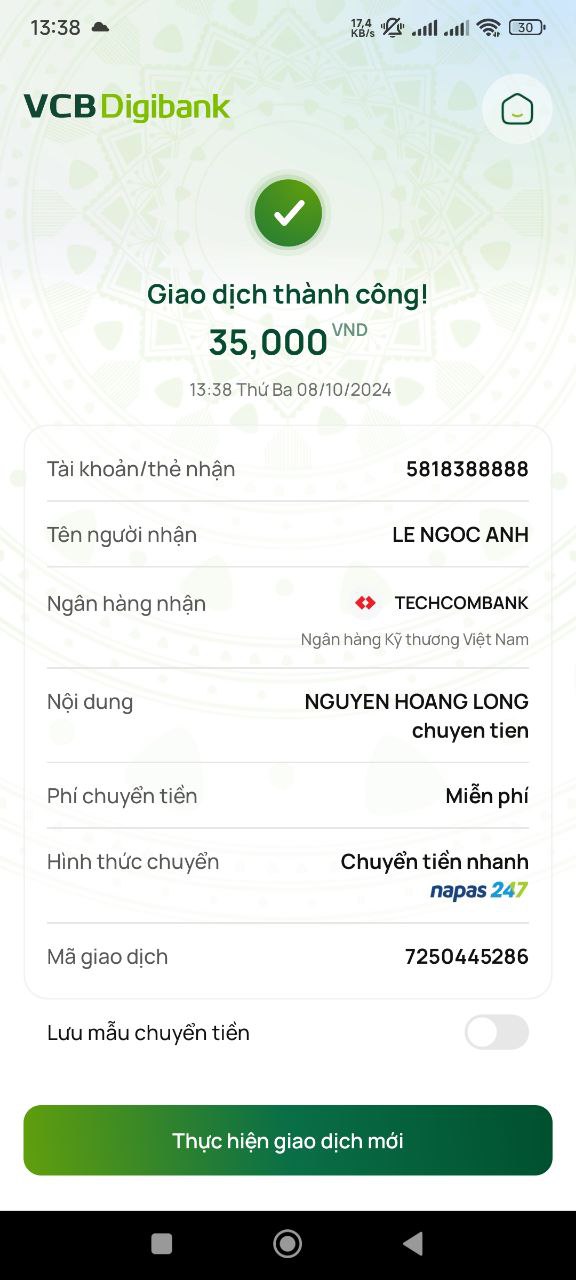 13:38
17,4
KB/s
30
VCB Digibank
Giao dịch thành công!
35,000 VND
13:38 Thứ Ba 08/10/2024
Tài khoản/thẻ nhận 5818388888
Tên người nhận LE NGOC ANH
Ngân hàng nhận TECHCOMBANK
Ngân hàng Kỹ thương Việt Nam
Nội dung NGUYEN HOANG LONG
chuyen tien
Phí chuyển tiền Miễn phí
Hình thức chuyển Chuyển tiền nhanh
napas 247
Mã giao dịch 7250445286
Lưu mẫu chuyển tiền
Thực hiện giao dịch mới